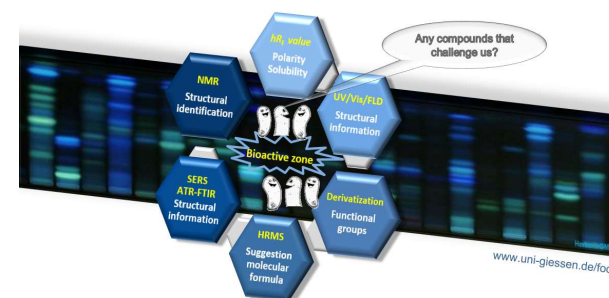 Any compounds that
challenge us?
hRf value
Polarity
Solubility
NMR
Structural
identification
UV/Vis/FLD
Structural
information
Bioactive zone
SERS
ATR-FTIR
Structural
information
Derivatization
Functional
groups
HRMS
Suggestion
molecular
formula
www.uni-giessen.de/foo